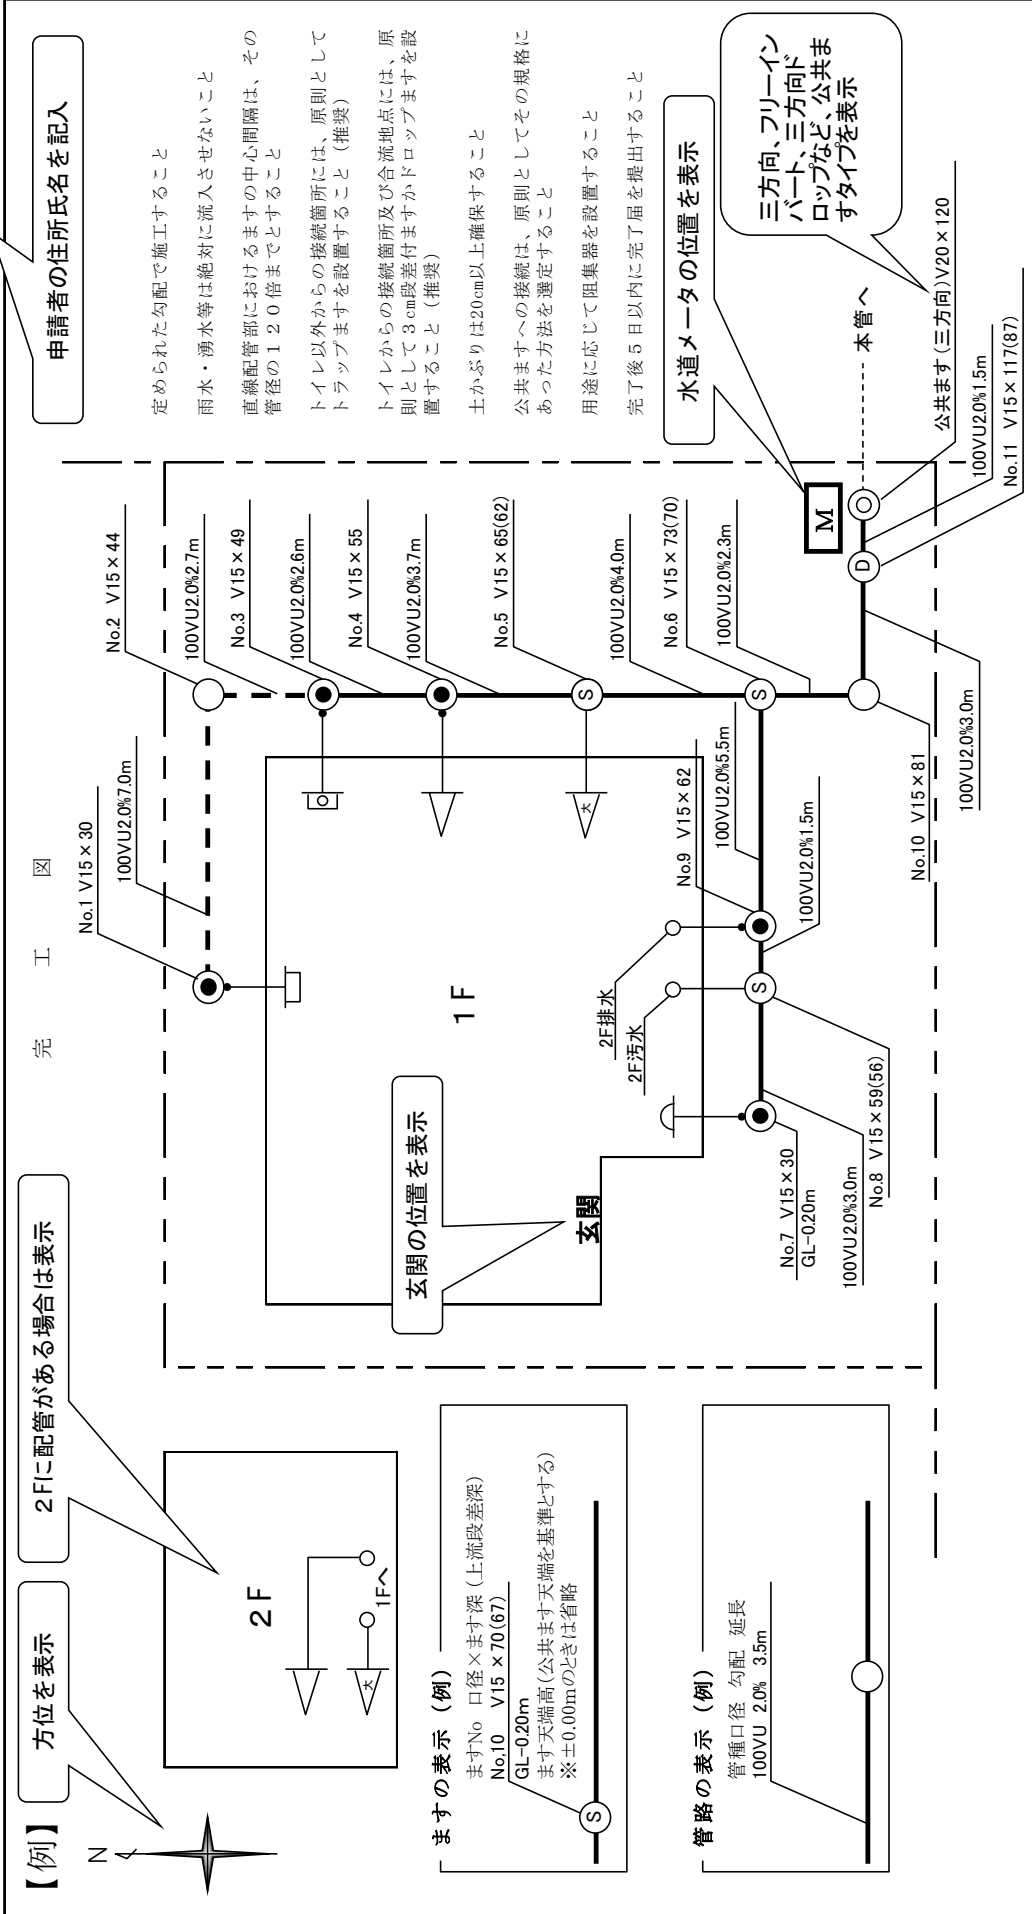 【例】
N
方位を表示
2Fに配管がある場合は表示
完 工 図
申請者の住所氏名を記入
2F
大
1Fへ
ますの表示 (例)
ますNo 口径×ます深 (上流段差深)
No,10 V15 ×70(67)
GL-0.20m
ます天端高(公共ます天端を基準とする)
※±0.00mのときは省略
S
管路の表示 (例)
管種口径 勾配 延長
100VU 2.0% 3.5m
No.1 V15×30
100VU2.0%7.0m
No.2 V15×44
100VU2.0%2.7m
No.3 V15×49
100VU2.0%2.6m
No.4 V15×55
100VU2.0%3.7m
No.5 V15×65(62)
100VU2.0%4.0m
No.6 V15×73(70)
100VU2.0%2.3m
1F
大
S
S
玄関の位置を表示
玄関
2F排水
2F汚水
S
No.9 V15×62
100VU2.0%5.5m
100VU2.0%1.5m
No.7 V15×30
GL-0.20m
100VU2.0%3.0m
No.8 V15×59(56)
No.10 V15×81
100VU2.0%3.0m
D
M
本管へ
公共ます(三方向)V20×120
100VU2.0%1.5m
No.11 V15×117(87)
定められた勾配で施工すること
雨水・湧水等は絶対に流入させないこと
直線配管部におけるますの中心間隔は、その
管径の120倍までとすること
トイレ以外からの接続箇所には、原則として
トラップますを設置すること (推奨)
トイレからの接続箇所及び合流地点には、原
則として3cm段差付ますかドロップますを設
置すること (推奨)
土かぶりは20cm以上確保すること
公共ますへの接続は、原則としてその規格に
あった方法を選定すること
用途に応じて阻集器を設置すること
完了後5日以内に完了届を提出すること
水道メータの位置を表示
三方向、フリーイン
バート、三方向ド
ロップなど、公共ま
すタイプを表示